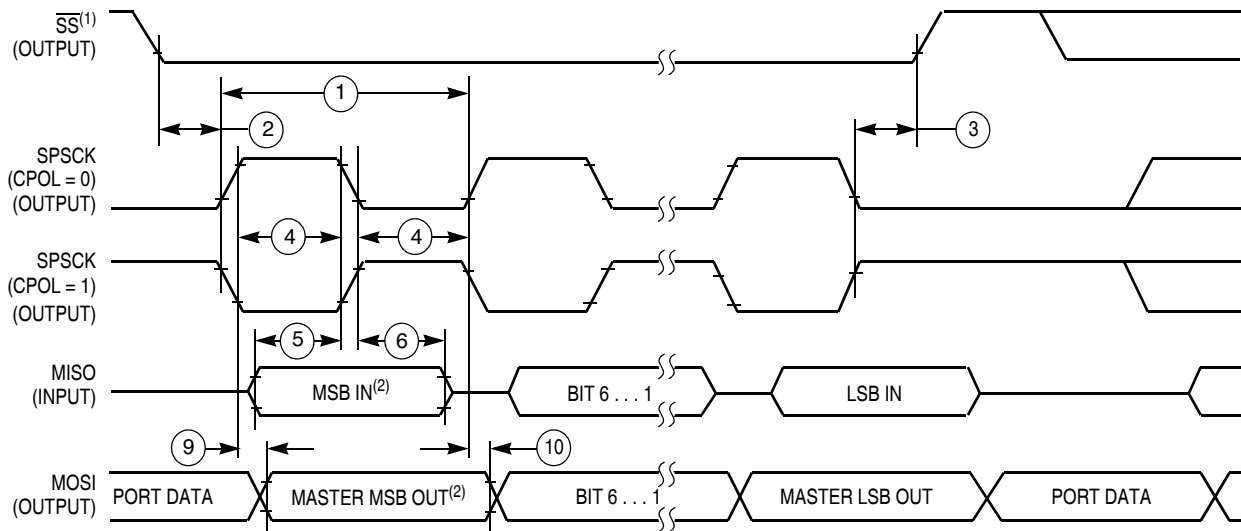 SS(1)
(OUTPUT)
1
2
3
SPSCK
(CPOL = 0)
(OUTPUT)
4
4
SPSCK
(CPOL = 1)
(OUTPUT)
5
6
MISO
(INPUT)
MSB IN(2)
BIT 6 . . . 1
LSB IN
9
10
MOSI
(OUTPUT)
PORT DATA
MASTER MSB OUT(2)
BIT 6 . . . 1
MASTER LSB OUT
PORT DATA